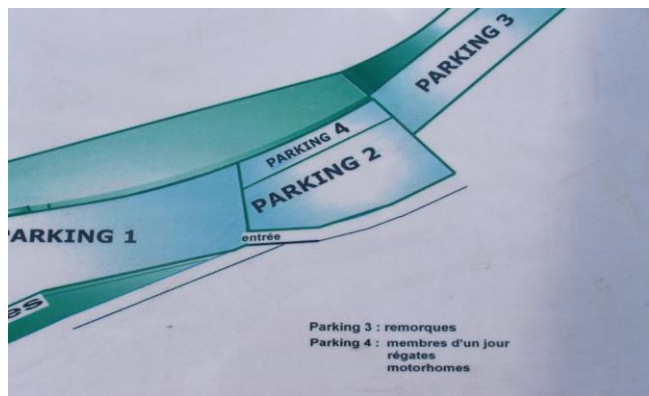 PARKING 3
PARKING 4
PARKING 2
PARKING 1
entrée
es
Parking 3 : remorques
Parking 4 : membres d'un jour
régates
motorhomes